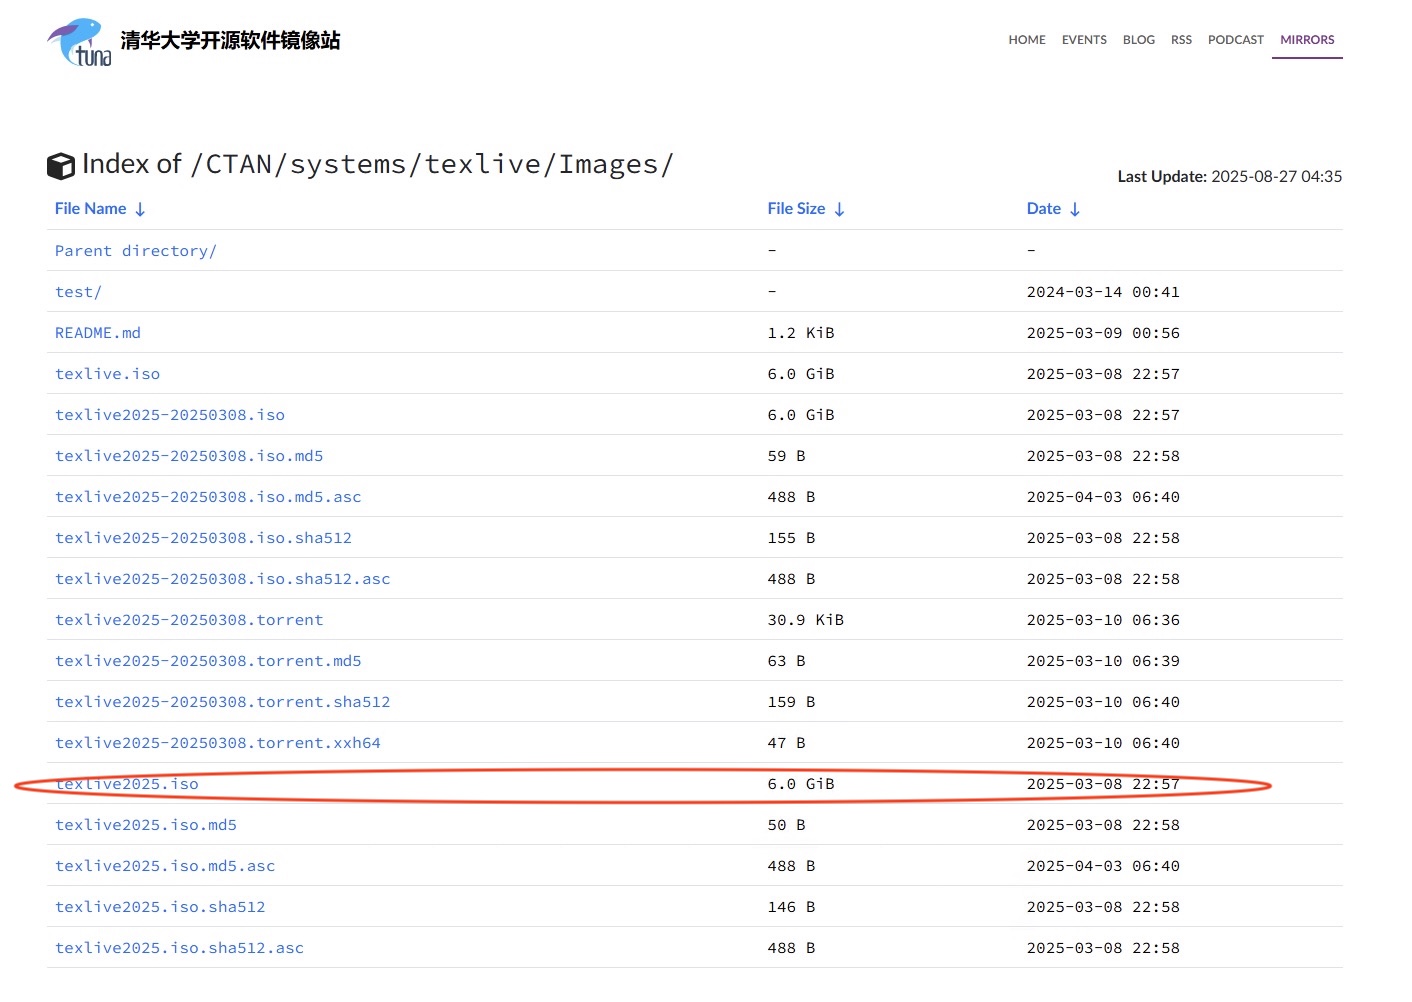 tuna
清华大学开源软件镜像站
HOME EVENTS BLOG RSS PODCAST MIRRORS
Index of /CTAN/systems/texlive/Images/
Last Update: 2025-08-27 04:35
File Name ↓ File Size ↓ Date ↓
Parent directory/ - -
test/ - 2024-03-14 00:41
README.md 1.2 KiB 2025-03-09 00:56
texlive.iso 6.0 GiB 2025-03-08 22:57
texlive2025-20250308.iso 6.0 GiB 2025-03-08 22:57
texlive2025-20250308.iso.md5 59 B 2025-03-08 22:58
texlive2025-20250308.iso.md5.asc 488 B 2025-04-03 06:40
texlive2025-20250308.iso.sha512 155 B 2025-03-08 22:58
texlive2025-20250308.iso.sha512.asc 488 B 2025-03-08 22:58
texlive2025-20250308.torrent 30.9 KiB 2025-03-10 06:36
texlive2025-20250308.torrent.md5 63 B 2025-03-10 06:39
texlive2025-20250308.torrent.sha512 159 B 2025-03-10 06:40
texlive2025-20250308.torrent.xxh64 47 B 2025-03-10 06:40
texlive2025.iso 6.0 GiB 2025-03-08 22:57
texlive2025.iso.md5 50 B 2025-03-08 22:58
texlive2025.iso.md5.asc 488 B 2025-04-03 06:40
texlive2025.iso.sha512 146 B 2025-03-08 22:58
texlive2025.iso.sha512.asc 488 B 2025-03-08 22:58